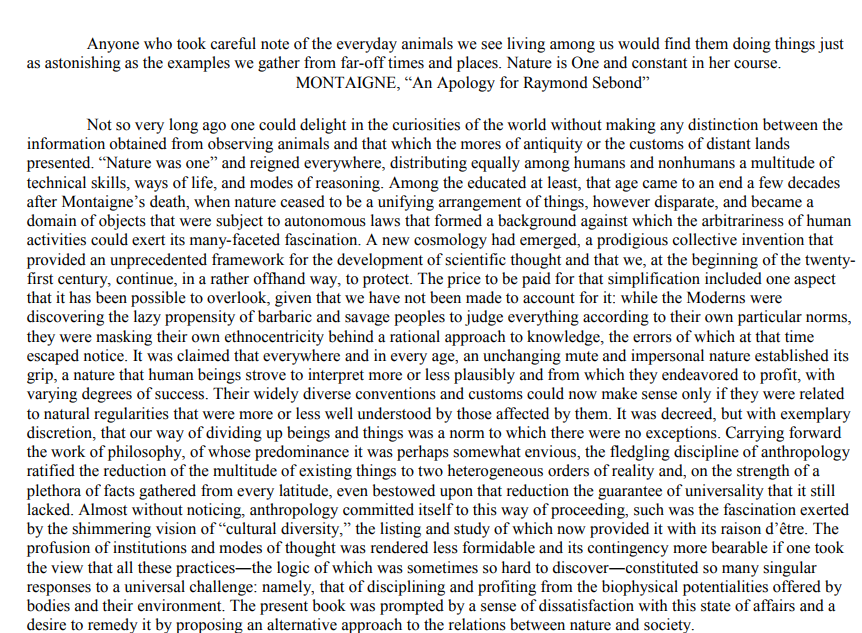 Anyone who took careful note of the everyday animals we see living among us would find them doing things just
as astonishing as the examples we gather from far-off times and places. Nature is One and constant in her course.
MONTAIGNE, “An Apology for Raymond Sebond”
Not so very long ago one could delight in the curiosities of the world without making any distinction between the
information obtained from observing animals and that which the mores of antiquity or the customs of distant lands
presented. “Nature was one” and reigned everywhere, distributing equally among humans and nonhumans a multitude of
technical skills, ways of life, and modes of reasoning. Among the educated at least, that age came to an end a few decades
after Montaigne’s death, when nature ceased to be a unifying arrangement of things, however disparate, and became a
domain of objects that were subject to autonomous laws that formed a background against which the arbitrariness of human
activities could exert its many-faceted fascination. A new cosmology had emerged, a prodigious collective invention that
provided an unprecedented framework for the development of scientific thought and that we, at the beginning of the twenty-
first century, continue, in a rather offhand way, to protect. The price to be paid for that simplification included one aspect
that it has been possible to overlook, given that we have not been made to account for it: while the Moderns were
discovering the lazy propensity of barbaric and savage peoples to judge everything according to their own particular norms,
they were masking their own ethnocentricity behind a rational approach to knowledge, the errors of which at that time
escaped notice. It was claimed that everywhere and in every age, an unchanging mute and impersonal nature established its
grip, a nature that human beings strove to interpret more or less plausibly and from which they endeavored to profit, with
varying degrees of success. Their widely diverse conventions and customs could now make sense only if they were related
to natural regularities that were more or less well understood by those affected by them. It was decreed, but with exemplary
discretion, that our way of dividing up beings and things was a norm to which there were no exceptions. Carrying forward
the work of philosophy, of whose predominance it was perhaps somewhat envious, the fledgling discipline of anthropology
ratified the reduction of the multitude of existing things to two heterogeneous orders of reality and, on the strength of a
plethora of facts gathered from every latitude, even bestowed upon that reduction the guarantee of universality that it still
lacked. Almost without noticing, anthropology committed itself to this way of proceeding, such was the fascination exerted
by the shimmering vision of “cultural diversity,” the listing and study of which now provided it with its raison d’être. The
profusion of institutions and modes of thought was rendered less formidable and its contingency more bearable if one took
the view that all these practices—the logic of which was sometimes so hard to discover—constituted so many singular
responses to a universal challenge: namely, that of disciplining and profiting from the biophysical potentialities offered by
bodies and their environment. The present book was prompted by a sense of dissatisfaction with this state of affairs and a
desire to remedy it by proposing an alternative approach to the relations between nature and society.